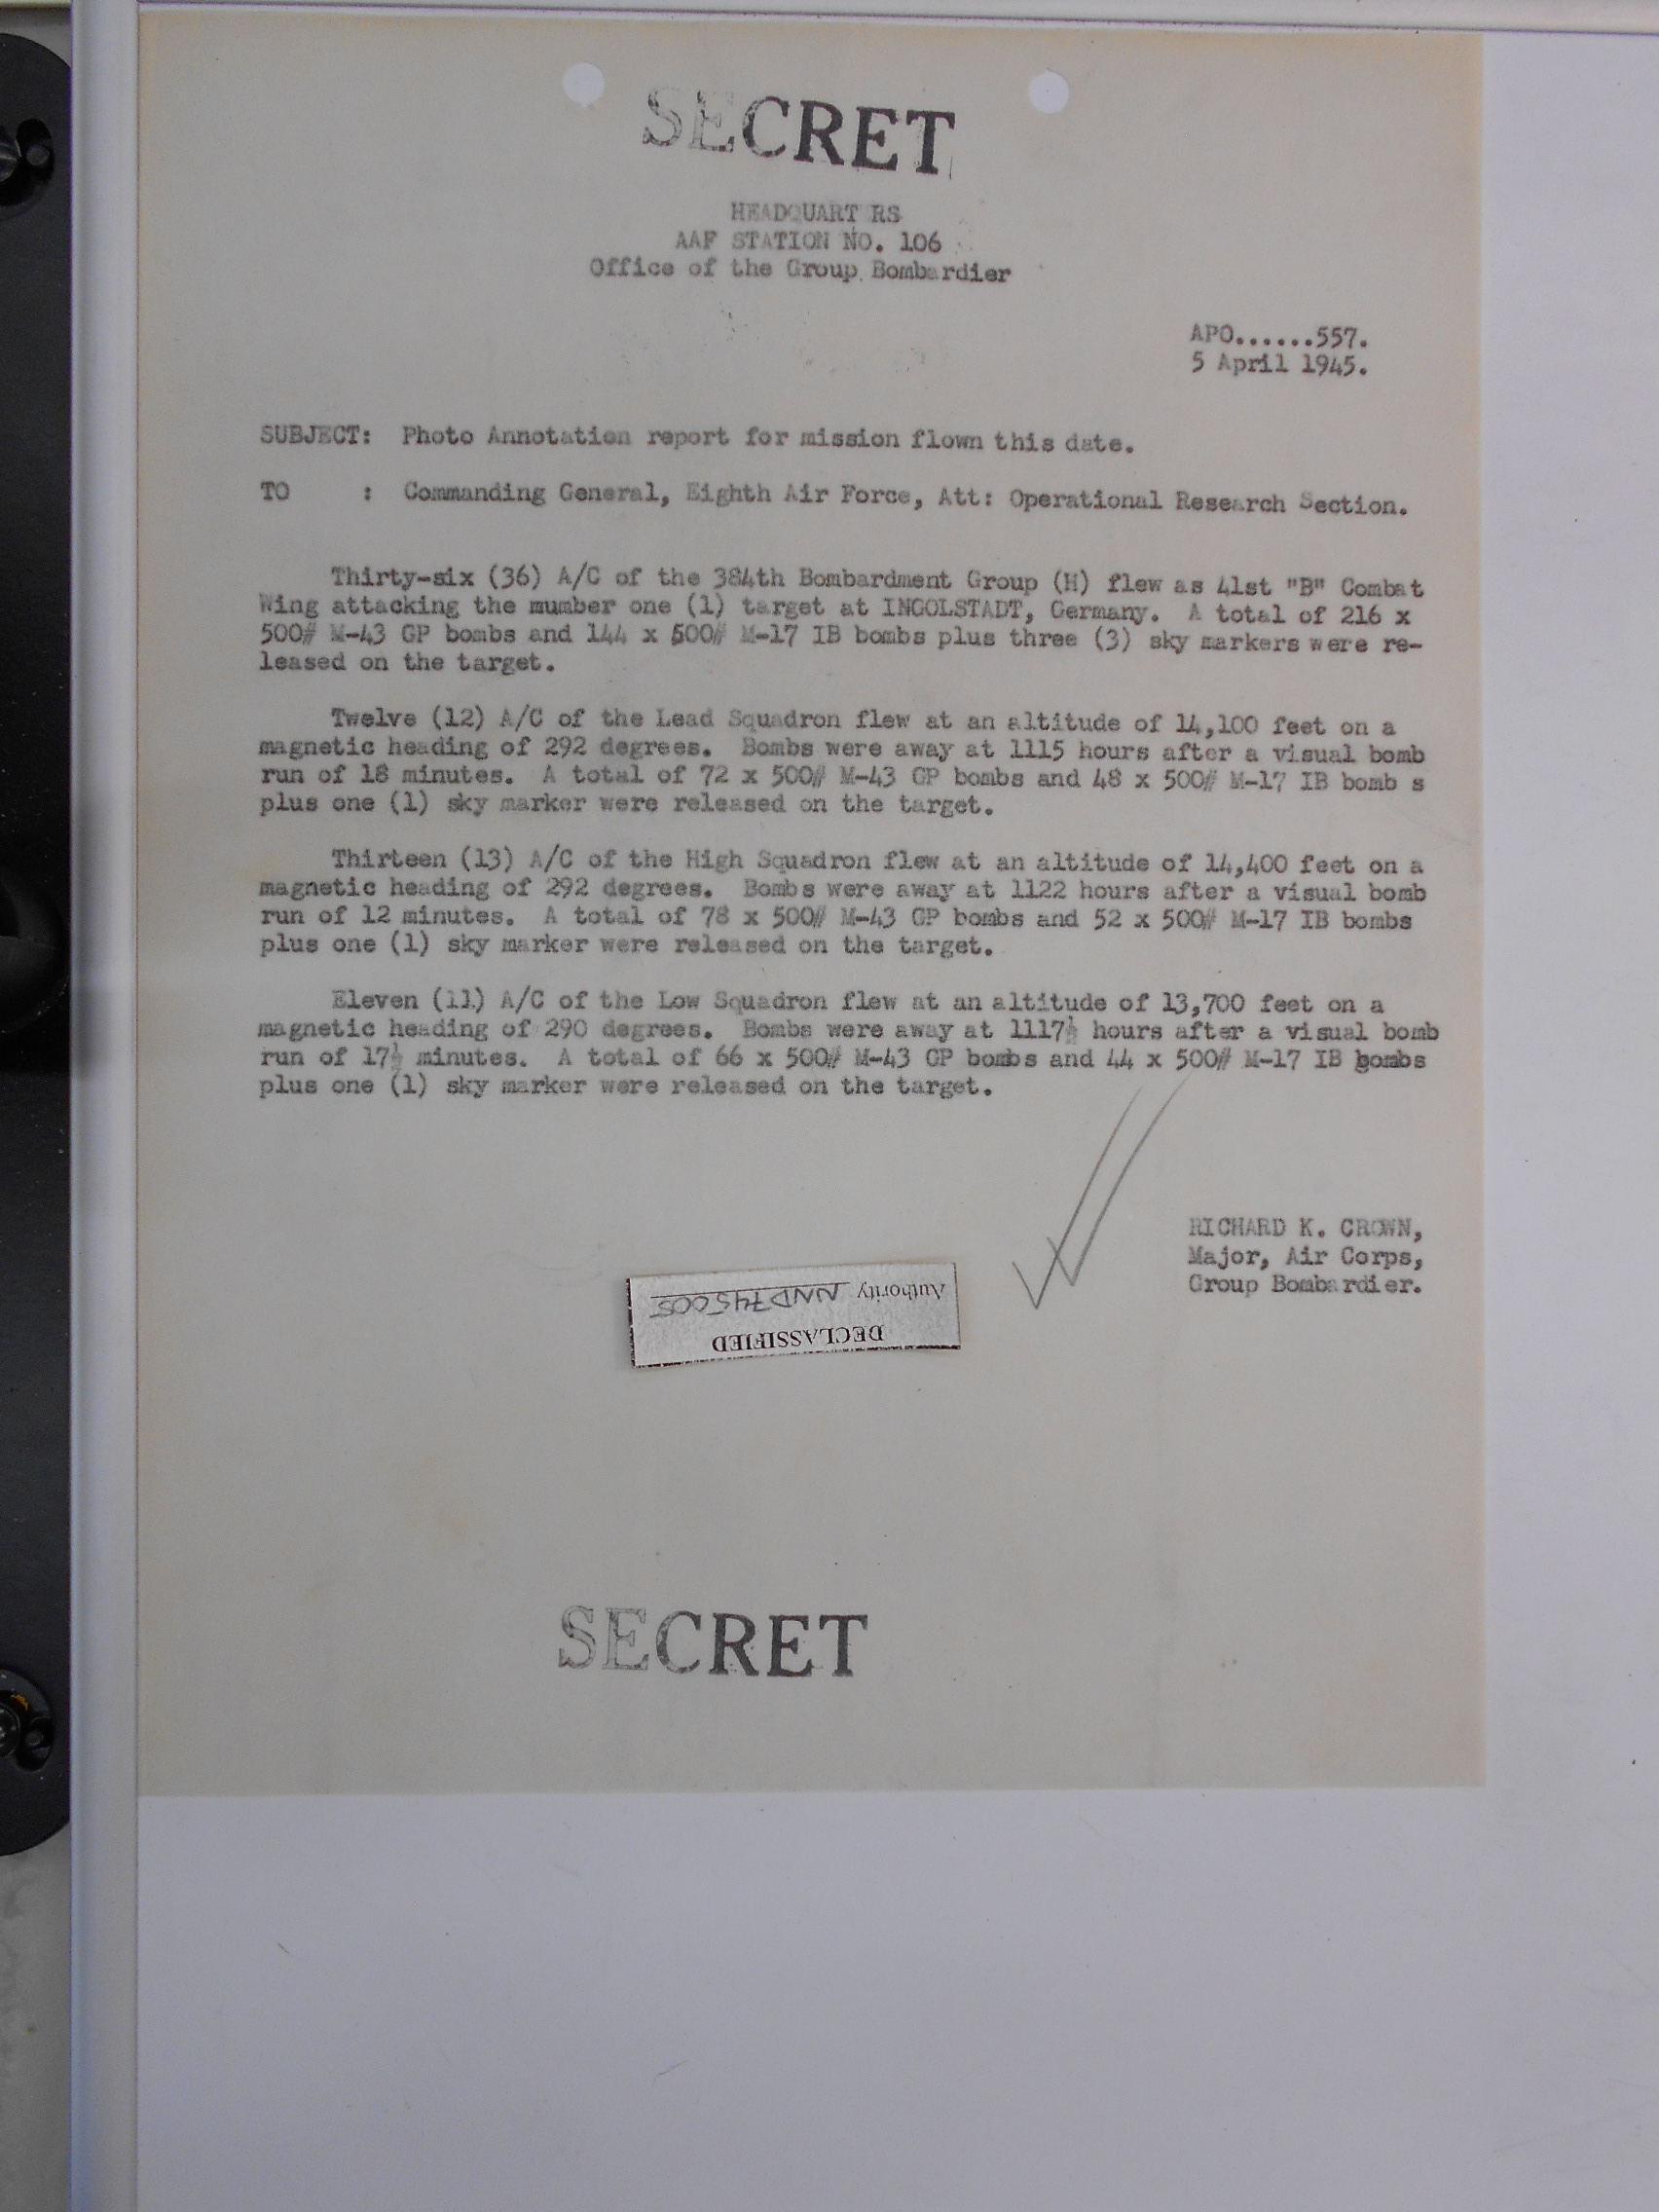 SECRET
HEADQUART RS
AAF STATION NO. 106
Office of the Group Bombardier
APO......557.
5 April 1945.
SUBJECT: Photo Annotation report for mission flown this date.
TO : Commanding General, Eighth Air Force, Att: Operational Research Section.
Thirty-six (36) A/C of the 384th Bombardment Group (H) flew as 41st "B" Combat
Wing attacking the mumber one (1) target at INGOLSTADT, Germany. A total of 216 x
500# M-43 GP bombs and 144 x 500# M-17 IB bombs plus three (3) sky markers were re-
leased on the target.
Twelve (12) A/C of the Lead Squadron flew at an altitude of 14,100 feet on a
magnetic heading of 292 degrees. Bombs were away at 1115 hours after a visual bomb
run of 18 minutes. A total of 72 x 500# M-43 GP bombs and 48 x 500# M-17 IB bomb s
plus one (1) sky marker were released on the target.
Thirteen (13) A/C of the High Squadron flew at an altitude of 14,400 feet on a
magnetic heading of 292 degrees. Bombs were away at 1122 hours after a visual bomb
run of 12 minutes. A total of 78 x 500# M-43 GP bombs and 52 x 500# M-17 IB bombs
plus one (1) sky marker were released on the target.
Eleven (11) A/C of the Low Squadron flew at an altitude of 13,700 feet on a
magnetic heading of 290 degrees. Bombs were away at 1117½ hours after a visual bomb
run of 17½ minutes. A total of 66 x 500# M-43 GP bombs and 44 x 500# M-17 IB bombs
plus one (1) sky marker were released on the target.
RICHARD K. CROWN,
Major, Air Corps,
Group Bombardier.
DECLASSIFIED
Authority NND745005
SECRET